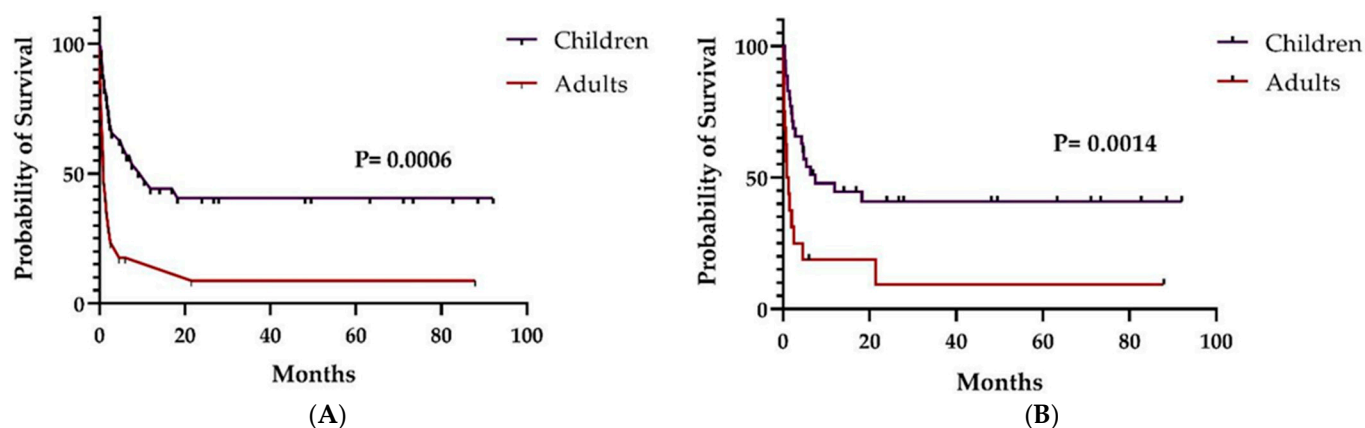 Probability of Survival
100
50
0
0 20 40 60 80 100
Months
Children
Adults
P= 0.0006
(A)
Probability of Survival
100
50
0
0 20 40 60 80 100
Months
Children
Adults
P= 0.0014
(B)